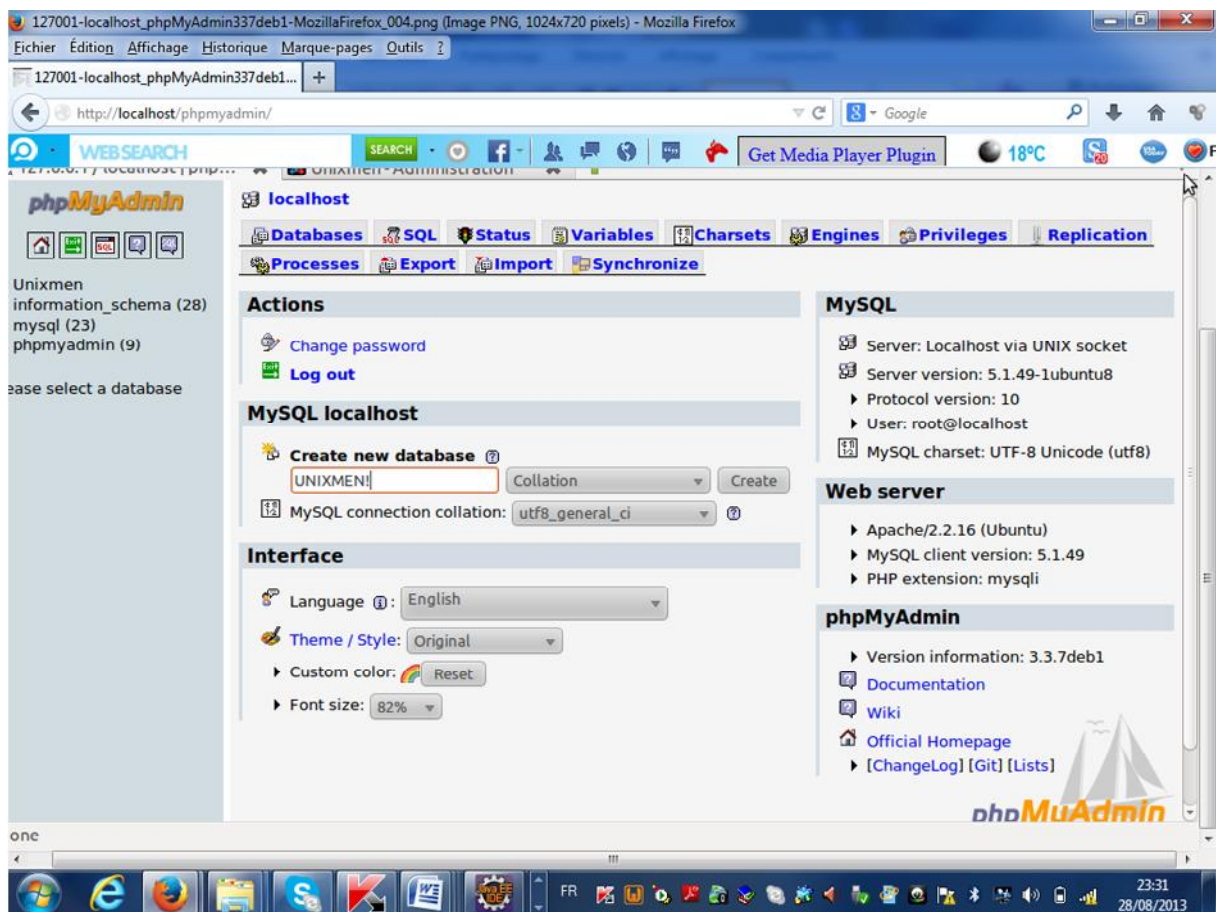 127001-localhost_phpMyAdmin337deb1-MozillaFirefox_004.png (Image PNG, 1024x720 pixels) - Mozilla Firefox
Fichier Édition Affichage Historique Marque-pages Outils ?
127001-localhost_phpMyAdmin337deb1... +
http://localhost/phpmyadmin/ Google
WEB SEARCH SEARCH Get Media Player Plugin 18°C 20
Unixmen - Administration
phpMyAdmin
localhost
Databases SQL Status Variables Charsets Engines Privileges Replication
Processes Export Import Synchronize
Unixmen
information_schema (28)
mysql (23)
phpmyadmin (9)
ease select a database
Actions
Change password
Log out
MySQL localhost
Create new database
UNIXMEN! Collation Create
MySQL connection collation: utf8_general_ci
Interface
Language : English
Theme / Style: Original
Custom color: Reset
Font size: 82%
MySQL
Server: Localhost via UNIX socket
Server version: 5.1.49-1ubuntu8
Protocol version: 10
User: root@localhost
MySQL charset: UTF-8 Unicode (utf8)
Web server
Apache/2.2.16 (Ubuntu)
MySQL client version: 5.1.49
PHP extension: mysqli
phpMyAdmin
Version information: 3.3.7deb1
Documentation
Wiki
Official Homepage
[ChangeLog] [Git] [Lists]
phpMyAdmin
one
FR 23:31
28/08/2013